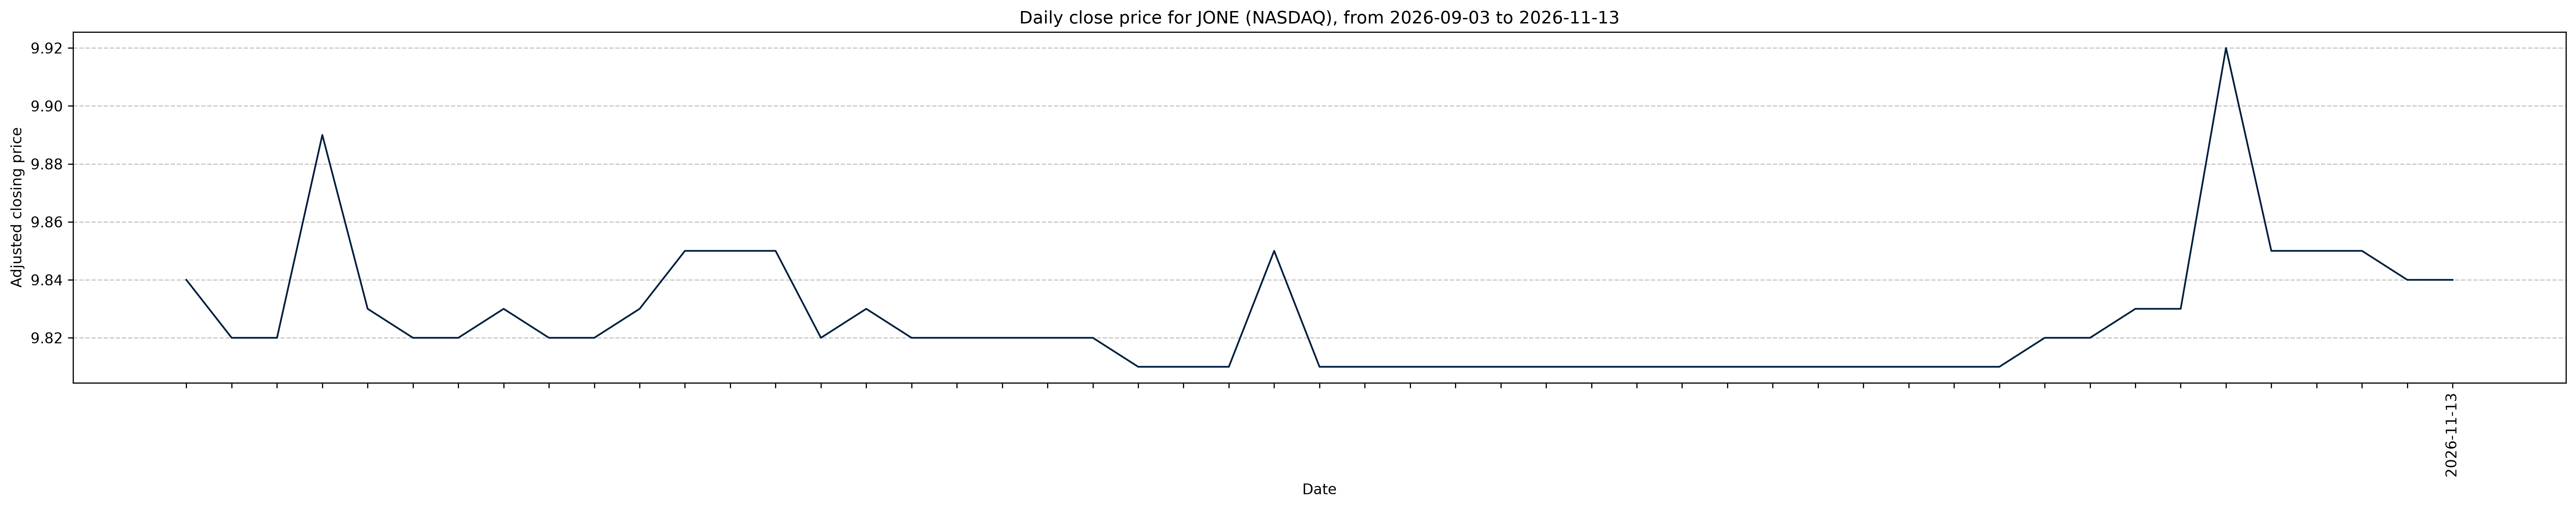 Daily close price for JONE (NASDAQ), from 2026-09-03 to 2026-11-13
Adjusted closing price
9.92
9.90
9.88
9.86
9.84
9.82
2026-11-13
Date